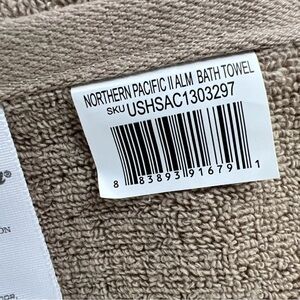 NORTHERN PACIFIC II ALM BATH TOWEL
SKU USHSAC1303297
8 83893 91679 1